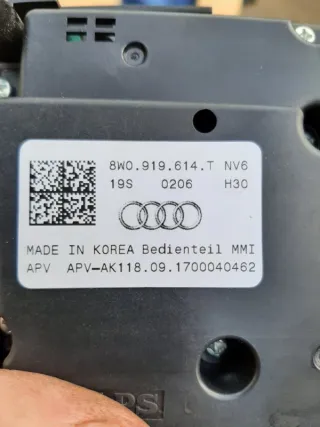 8W0.919.614.T NV6
19S 0206 H30
MADE IN KOREA Bedienteil MMI
APV APV-AK118.09.1700040462